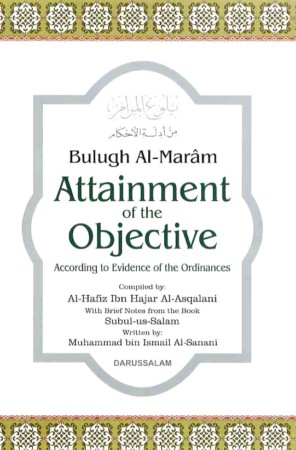 بلوغ المرام
من أدلة الأحكام
Bulugh Al-Marâm
Attainment
of the
Objective
According to Evidence of the Ordinances
Compiled by:
Al-Hafiz Ibn Hajar Al-Asqalani
With Brief Notes from the Book
Subul-us-Salam
Written by:
Muhammad bin Ismail Al-Sanani
DARUSSALAM